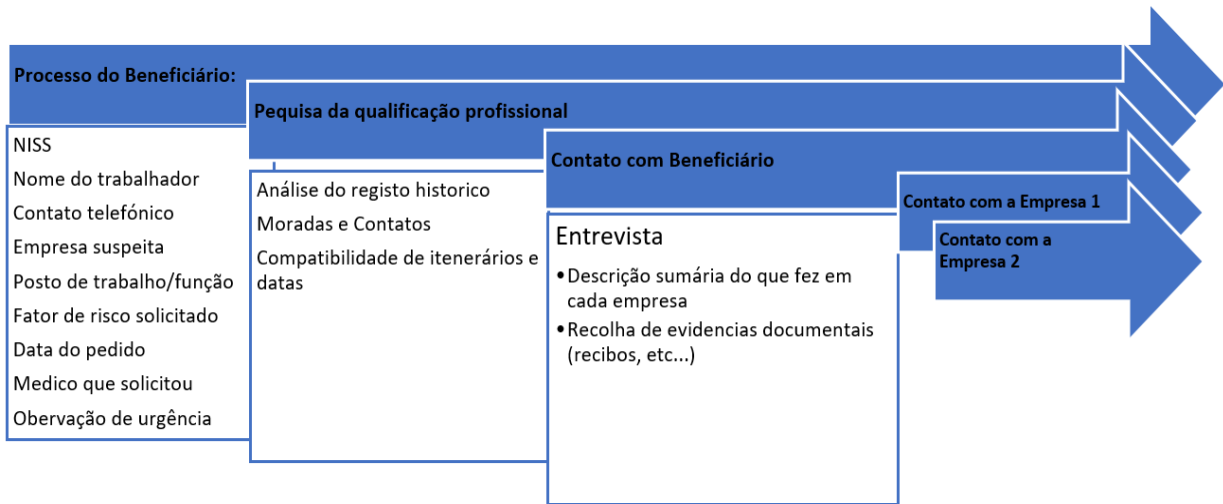 Processo do Beneficiário:
NISS
Nome do trabalhador
Contato telefónico
Empresa suspeita
Posto de trabalho/função
Fator de risco solicitado
Data do pedido
Medico que solicitou
Obervação de urgência
Pequisa da qualificação profissional
Análise do registo historico
Moradas e Contatos
Compatibilidade de itenerários e
datas
Contato com Beneficiário
Entrevista
•Descrição sumária do que fez em
cada empresa
•Recolha de evidencias documentais
(recibos, etc...)
Contato com a Empresa 1
Contato com a
Empresa 2